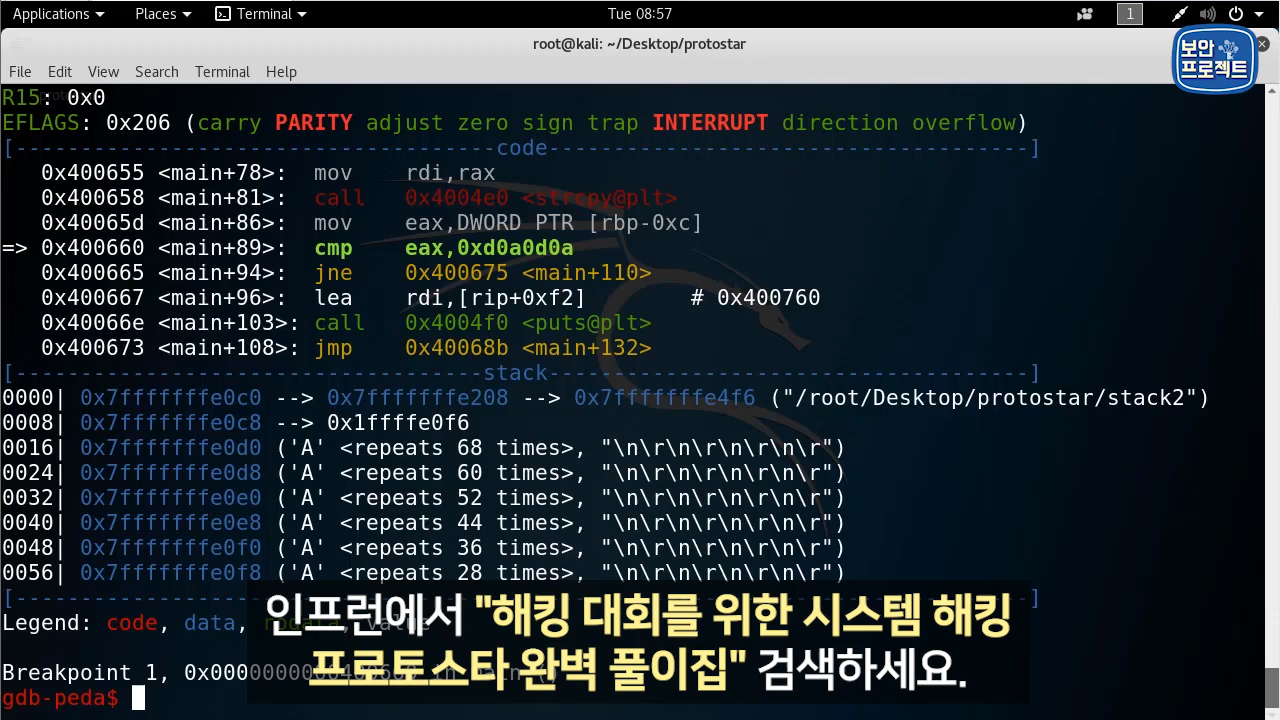 Applications Places Terminal Tue 08:57 1
root@kali: ~/Desktop/protostar
보안
프로젝트
File Edit View Search Terminal Help
R15: 0x0
EFLAGS: 0x206 (carry PARITY adjust zero sign trap INTERRUPT direction overflow)
[-------------------------------------code-------------------------------------]
0x400655 <main+78>: mov rdi,rax
0x400658 <main+81>: call 0x4004e0 <strcpy@plt>
0x40065d <main+86>: mov eax,DWORD PTR [rbp-0xc]
=> 0x400660 <main+89>: cmp eax,0xd0a0d0a
0x400665 <main+94>: jne 0x400675 <main+110>
0x400667 <main+96>: lea rdi,[rip+0xf2] # 0x400760
0x40066e <main+103>: call 0x4004f0 <puts@plt>
0x400673 <main+108>: jmp 0x40068b <main+132>
[------------------------------------stack-------------------------------------]
0000| 0x7fffffffe0c0 --> 0x7fffffffe208 --> 0x7fffffffe4f6 ("/root/Desktop/protostar/stack2")
0008| 0x7fffffffe0c8 --> 0x1ffffe0f6
0016| 0x7fffffffe0d0 ('A' <repeats 68 times>, "\n\r\n\r\n\r\n\r")
0024| 0x7fffffffe0d8 ('A' <repeats 60 times>, "\n\r\n\r\n\r\n\r")
0032| 0x7fffffffe0e0 ('A' <repeats 52 times>, "\n\r\n\r\n\r\n\r")
0040| 0x7fffffffe0e8 ('A' <repeats 44 times>, "\n\r\n\r\n\r\n\r")
0048| 0x7fffffffe0f0 ('A' <repeats 36 times>, "\n\r\n\r\n\r\n\r")
0056| 0x7fffffffe0f8 ('A' <repeats 28 times>, "\n\r\n\r\n\r\n\r")
인프런에서 "해킹 대회를 위한 시스템 해킹
Legend: code, data, rodata, value
프로토스타 완벽 풀이집" 검색하세요.
Breakpoint 1, 0x0000000000400660 in main ()
gdb-peda$